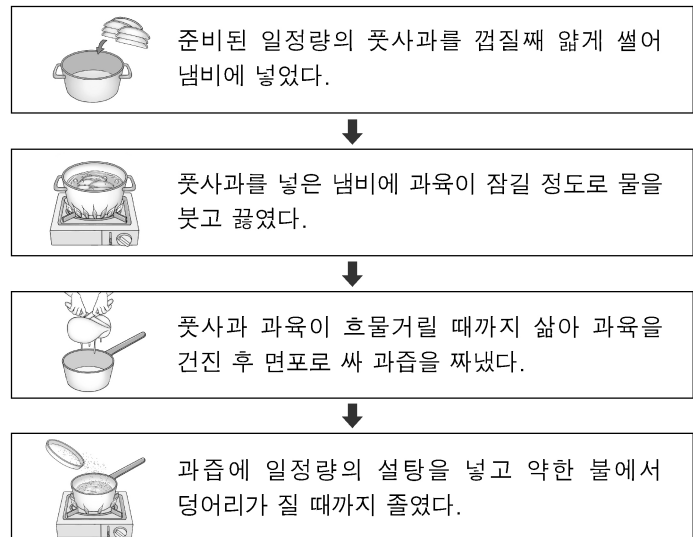 준비된 일정량의 풋사과를 껍질째 얇게 썰어
냄비에 넣었다.
풋사과를 넣은 냄비에 과육이 잠길 정도로 물을
붓고 끓였다.
풋사과 과육이 흐물거릴 때까지 삶아 과육을
건진 후 면포로 싸 과즙을 짜냈다.
과즙에 일정량의 설탕을 넣고 약한 불에서
덩어리가 질 때까지 졸였다.